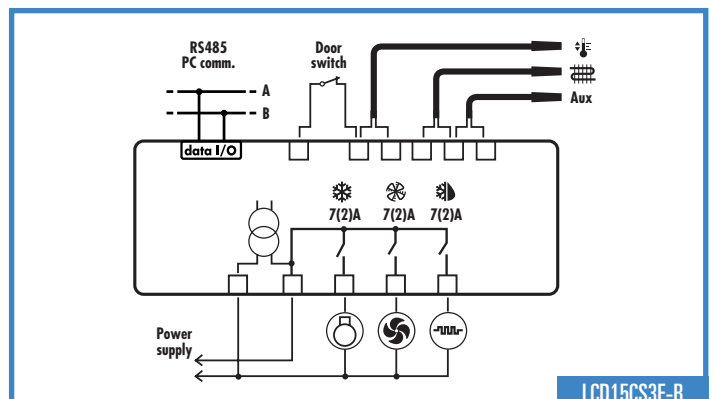 RS485
PC comm.
Door
switch
A
B
Aux
data I/O
7(2)A
7(2)A
7(2)A
Power
supply
LCD15CS3E-B